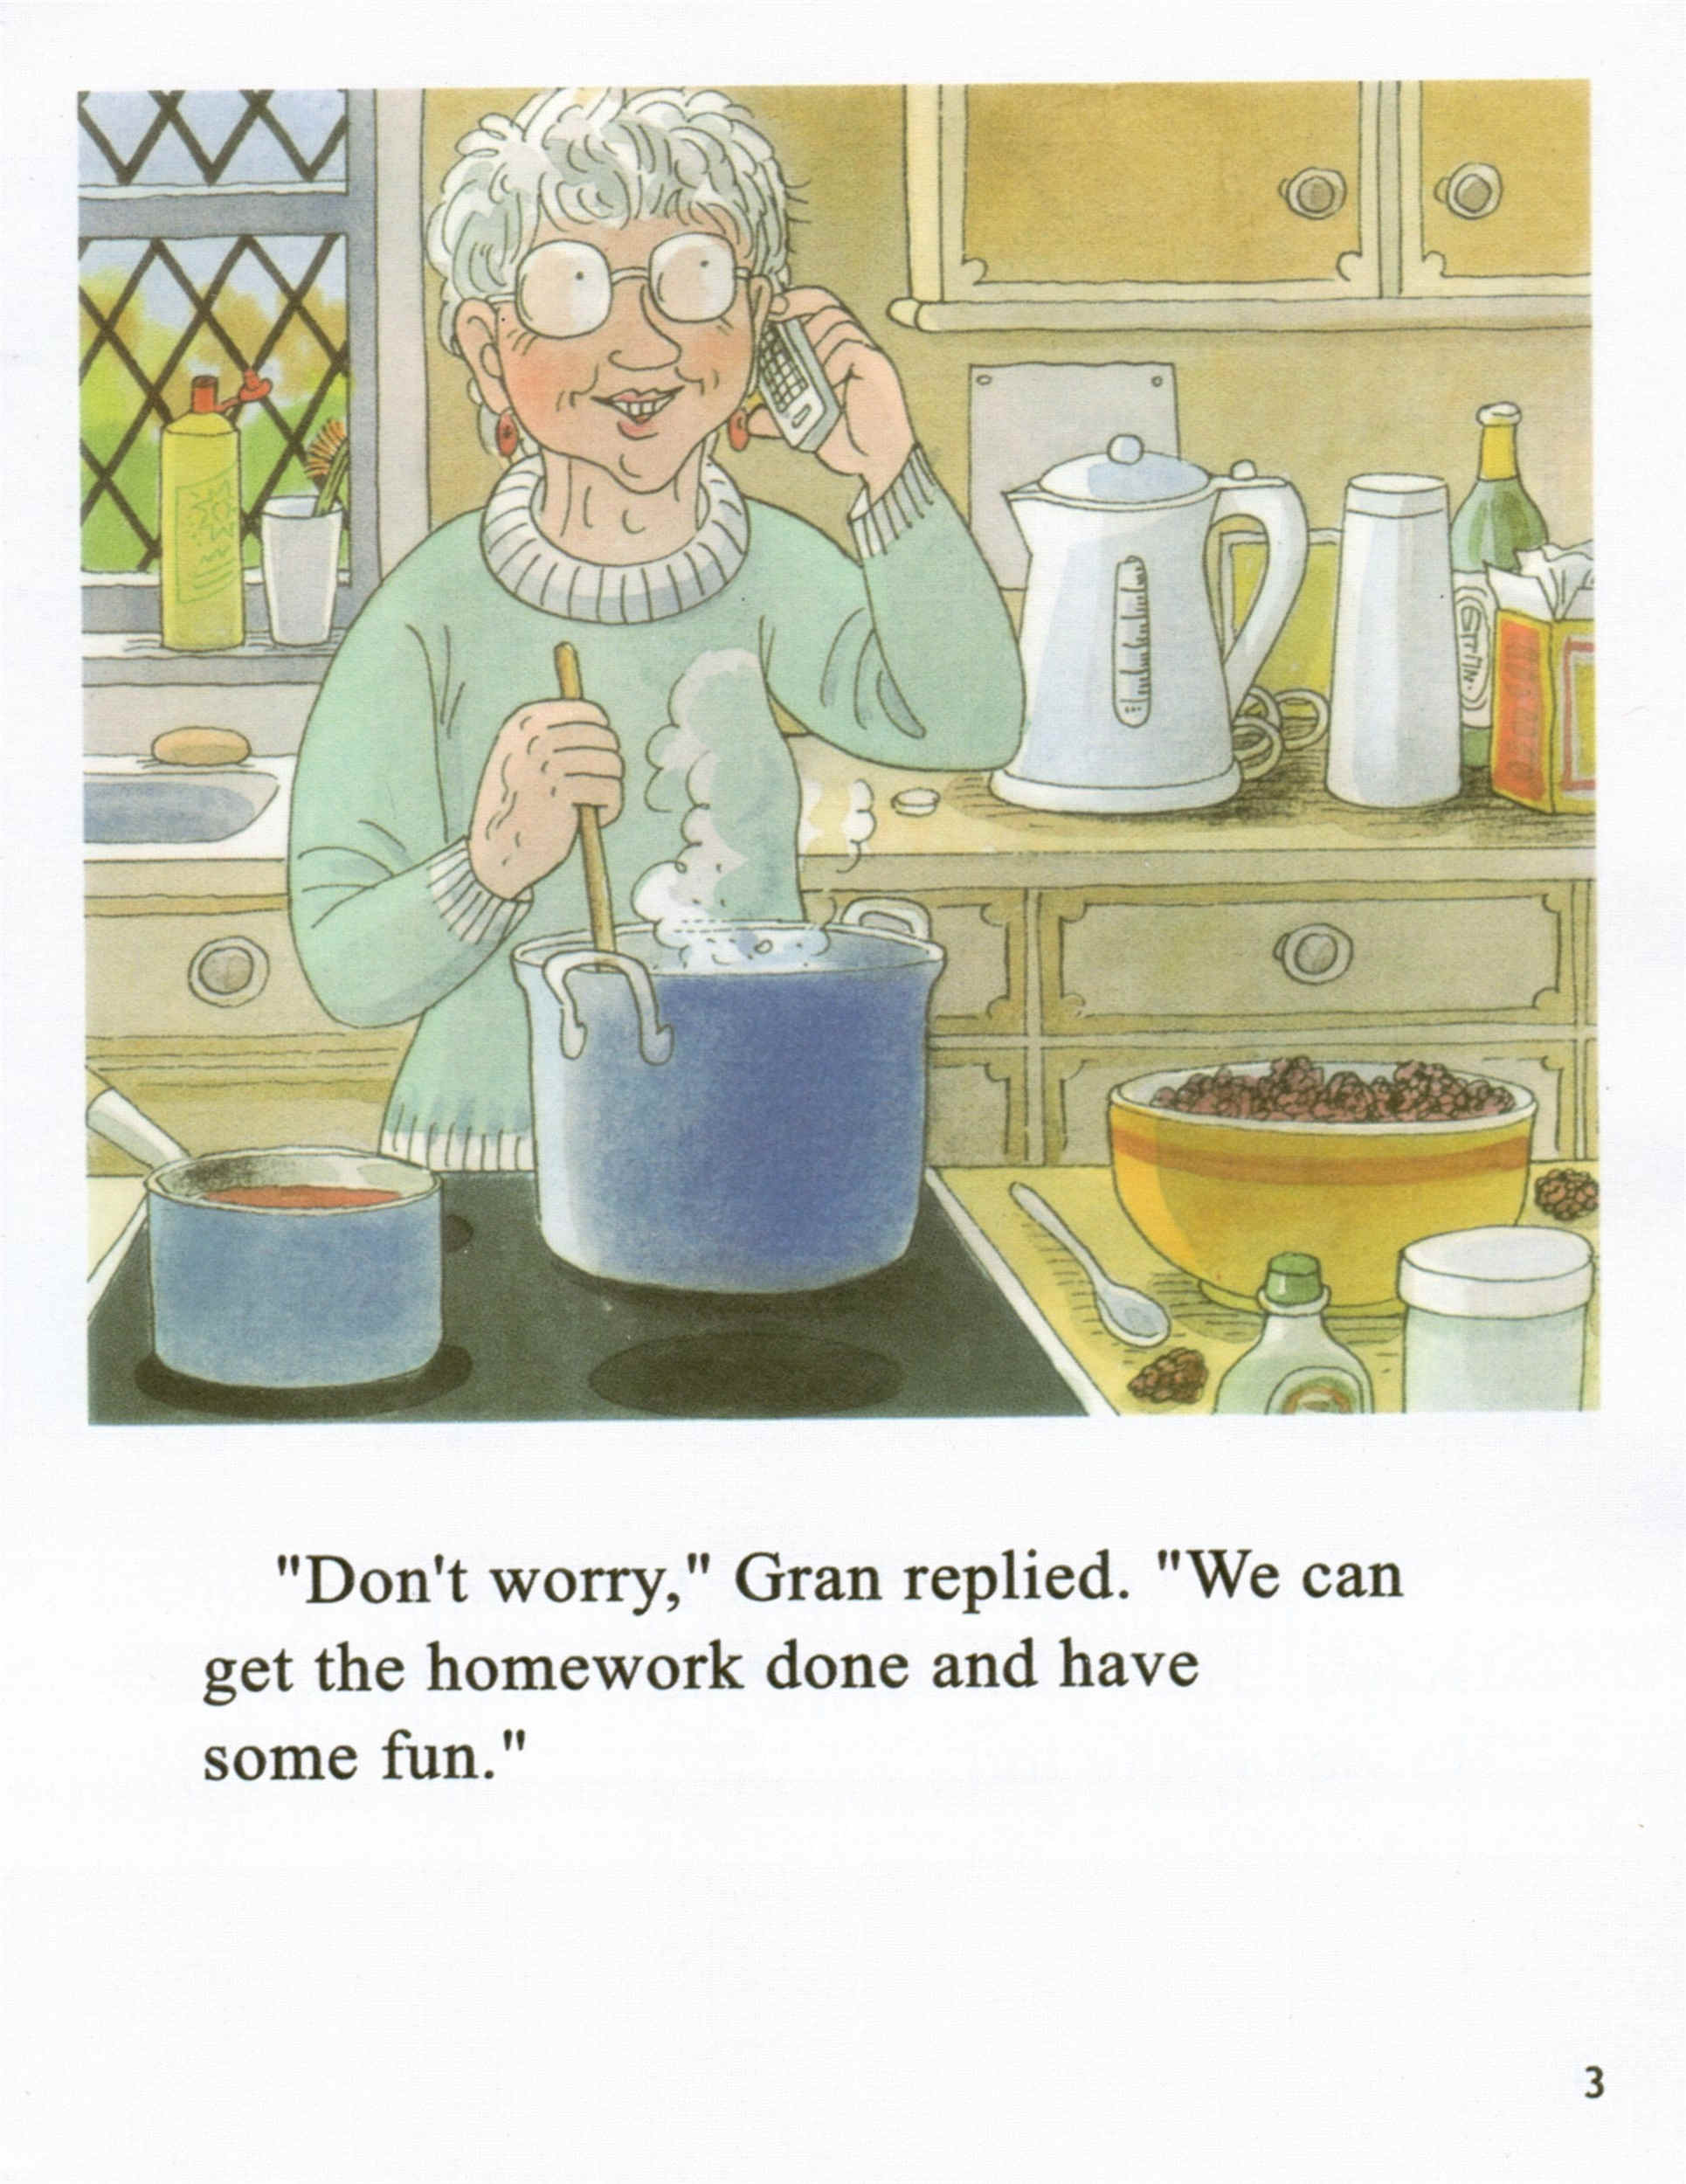 "Don't worry," Gran replied. "We can
get the homework done and have
some fun."
3